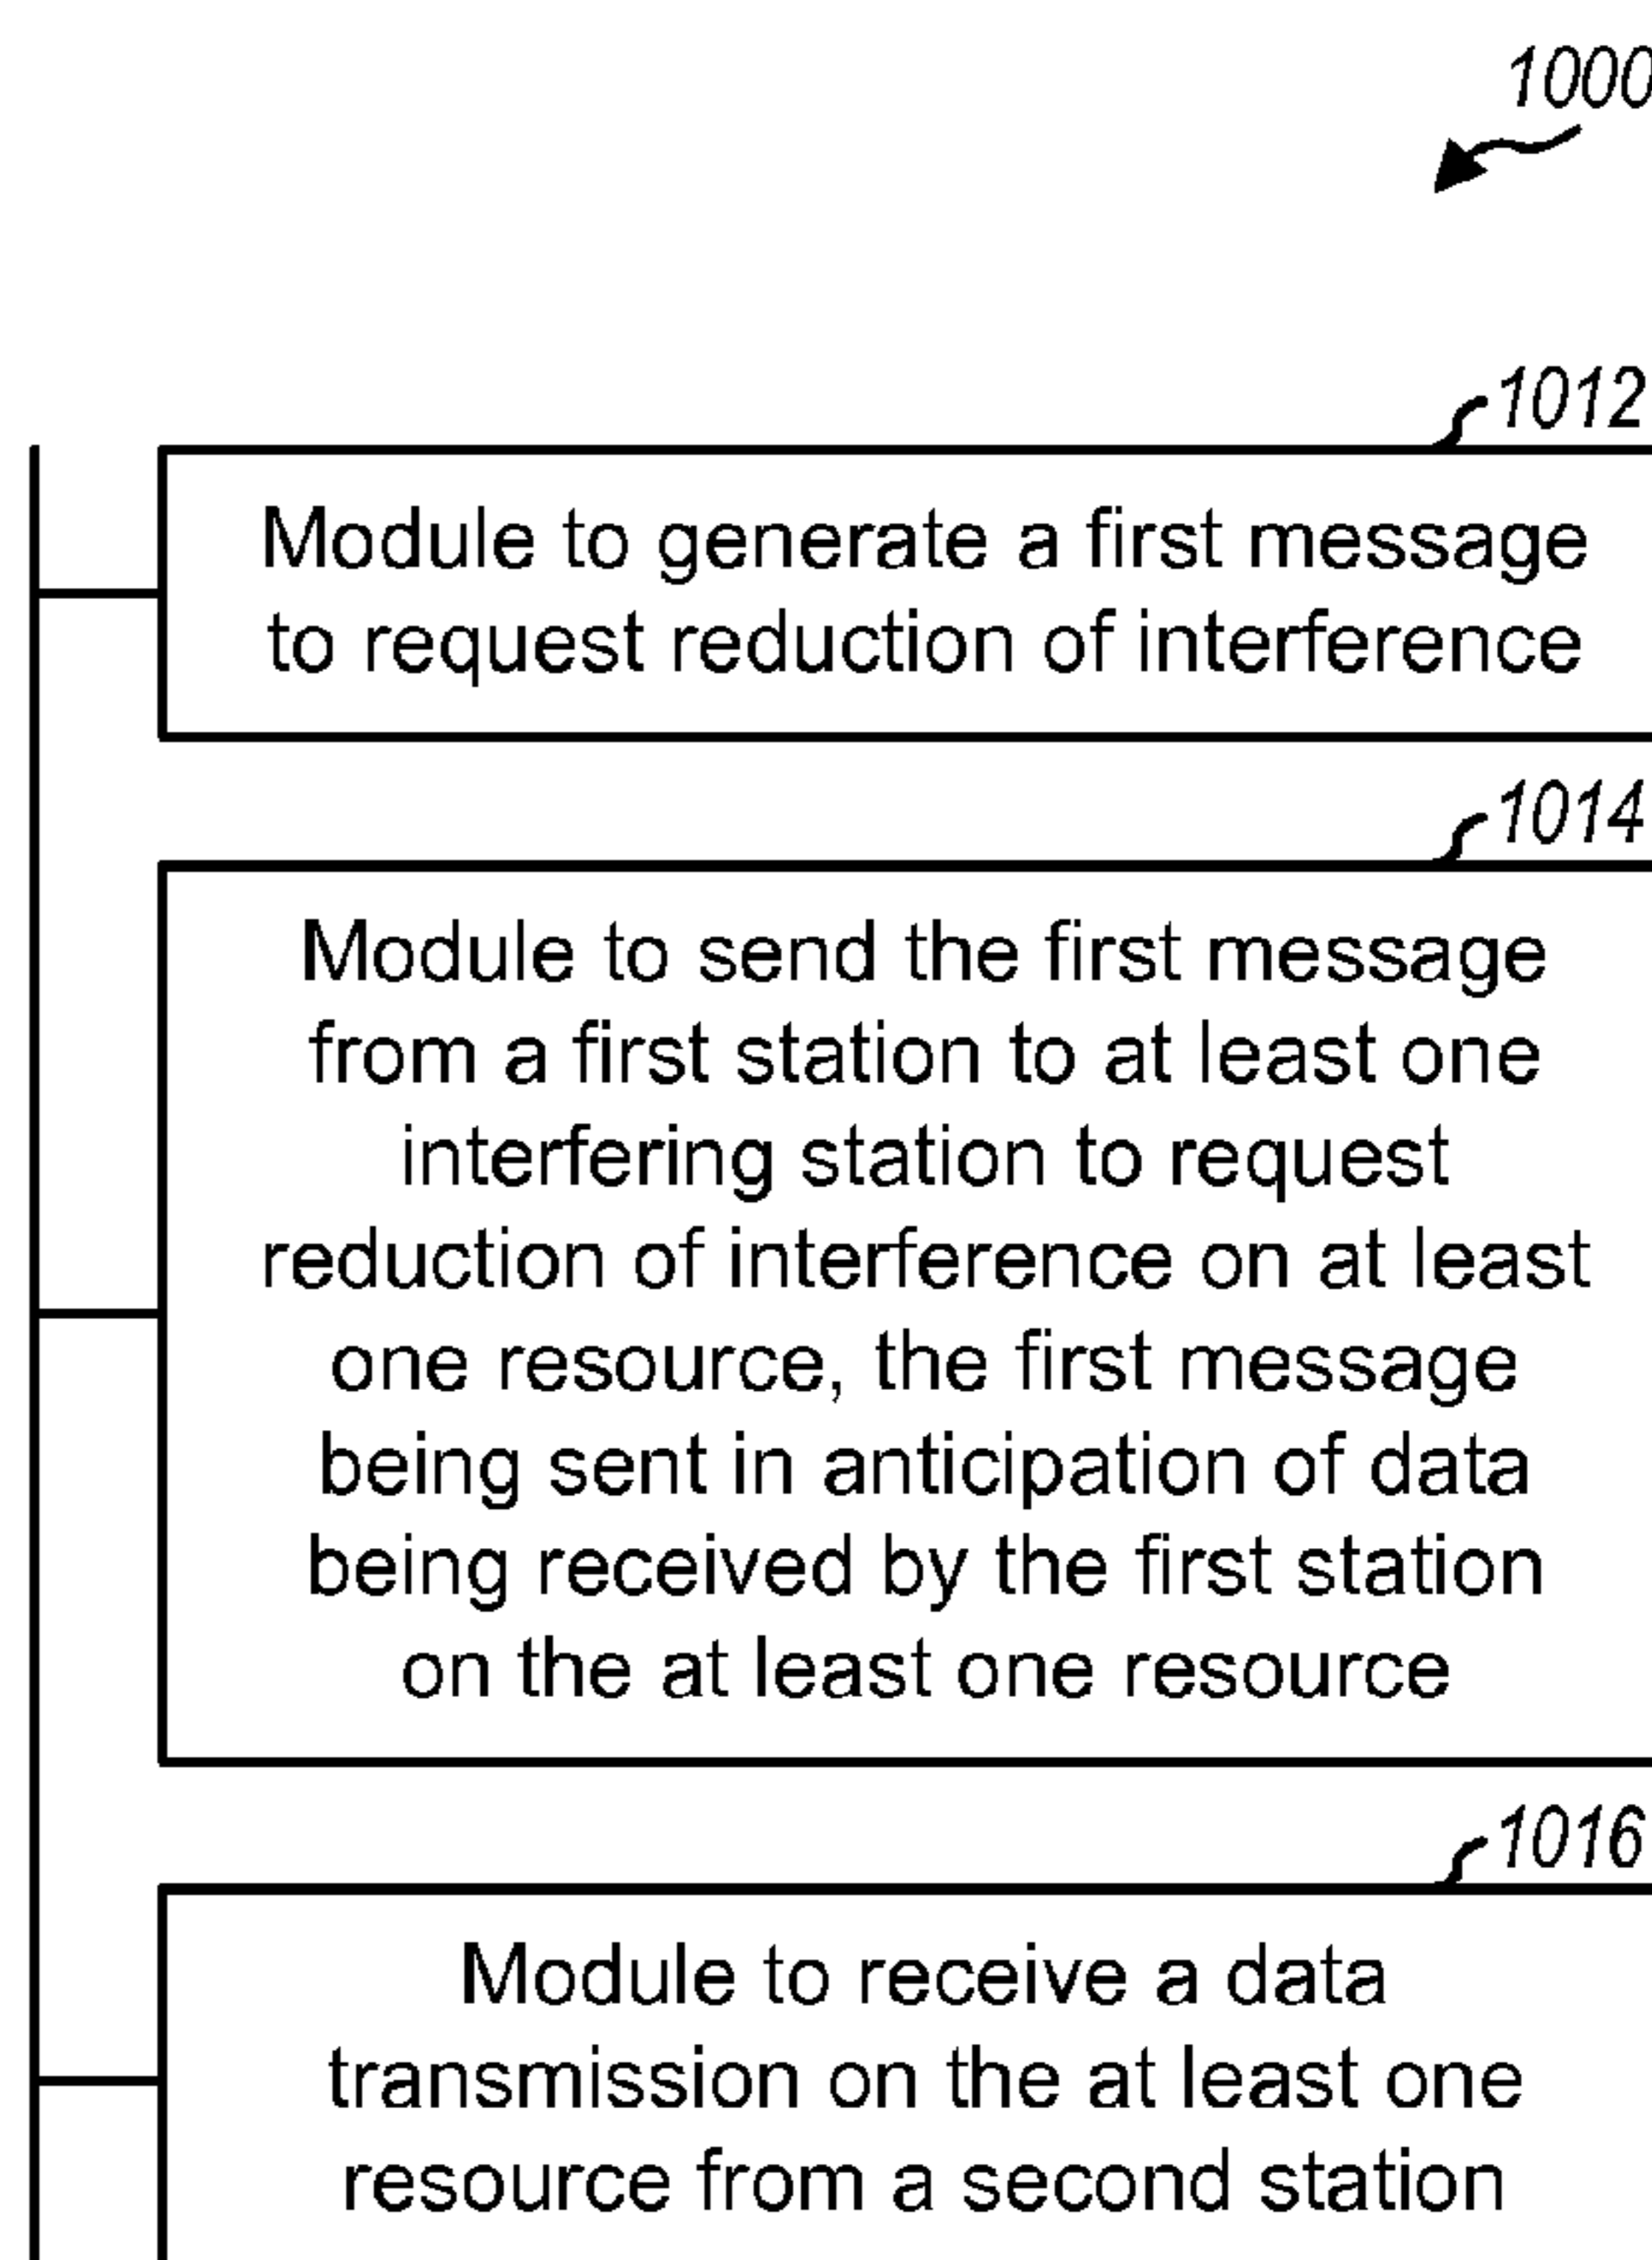 1000
1012
Module to generate a first message
to request reduction of interference
1014
Module to send the first message
from a first station to at least one
interfering station to request
reduction of interference on at least
one resource, the first message
being sent in anticipation of data
being received by the first station
on the at least one resource
1016
Module to receive a data
transmission on the at least one
resource from a second station